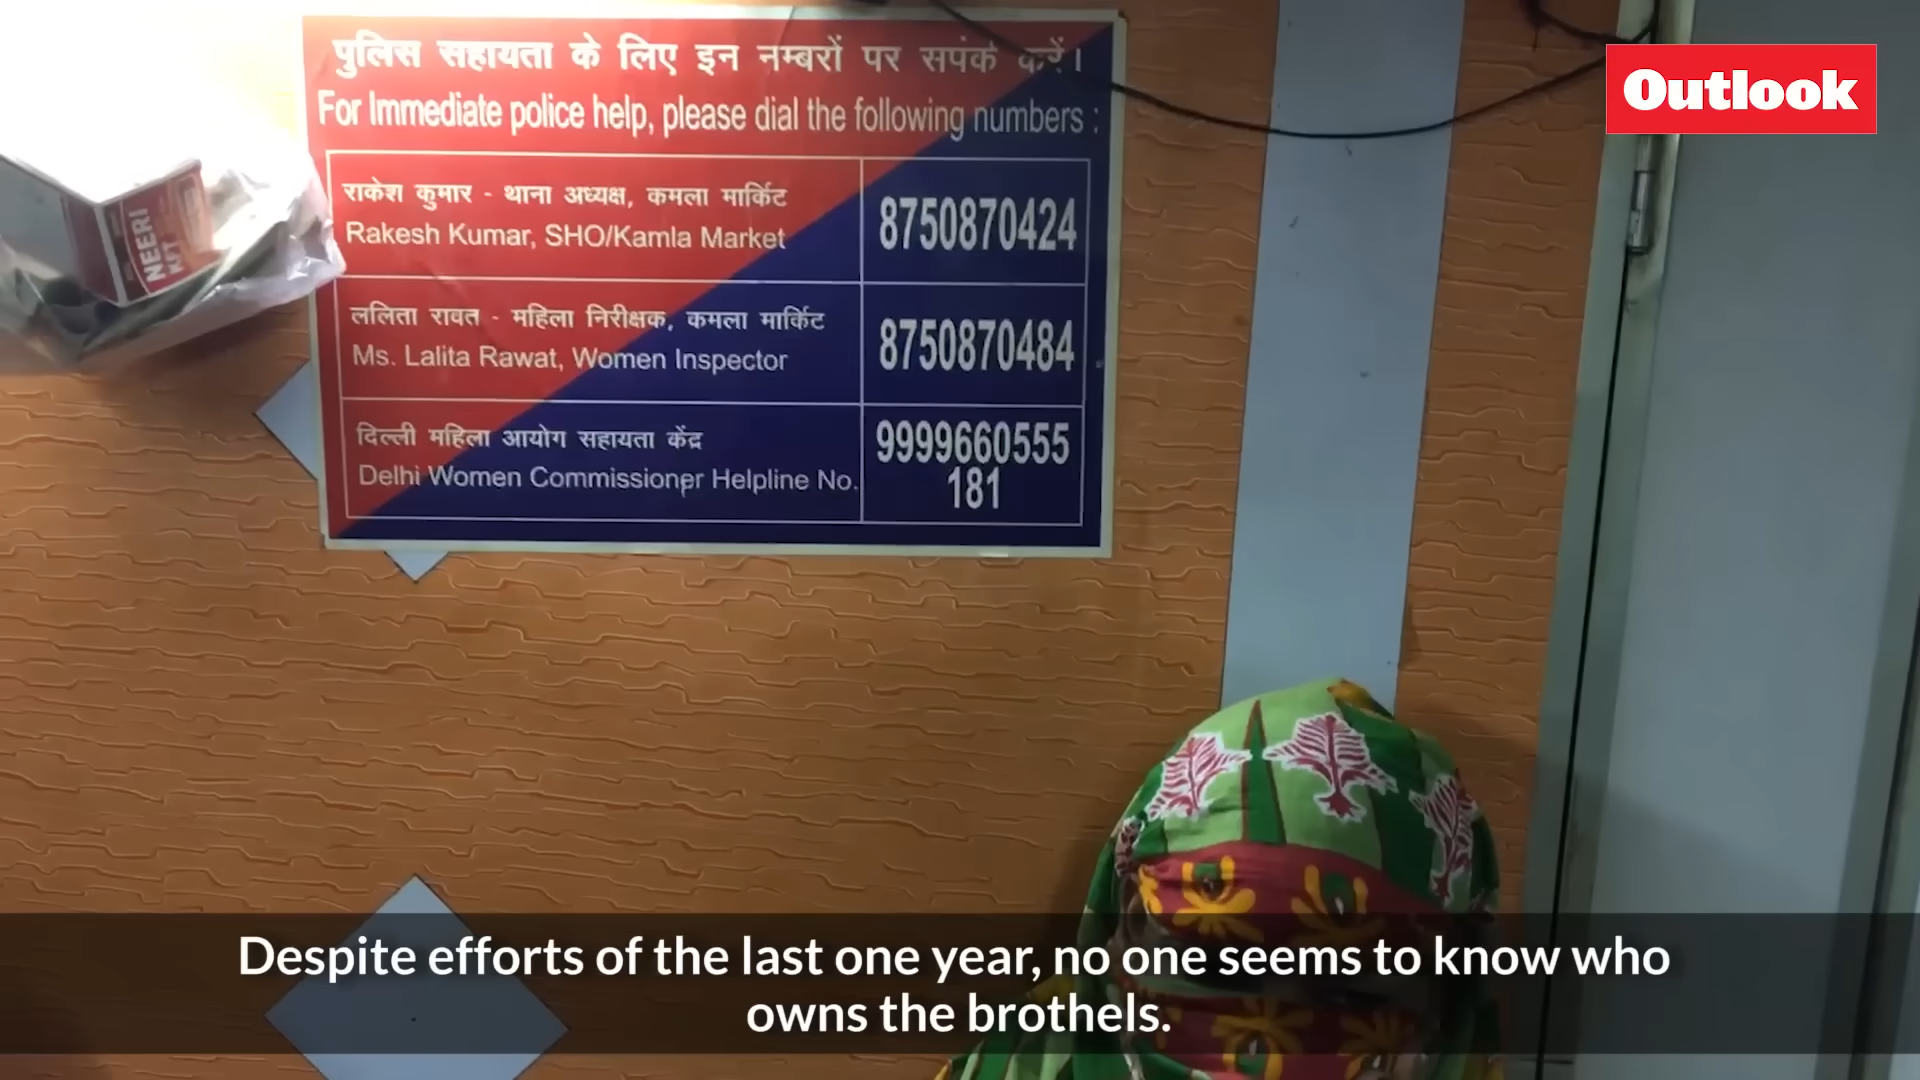 पुलिस सहायता के लिए इन नम्बरों पर सपंर्क करें।
For Immediate police help, please dial the following numbers :
राकेश कुमार - थाना अध्यक्ष, कमला मार्किट
Rakesh Kumar, SHO/Kamla Market
8750870424
ललिता रावत - महिला निरीक्षक, कमला मार्किट
Ms. Lalita Rawat, Women Inspector
8750870484
दिल्ली महिला आयोग सहायता केंद्र
Delhi Women Commissioner Helpline No.
9999660555
181
NEERI
KFT
Outlook
Despite efforts of the last one year, no one seems to know who
owns the brothels.